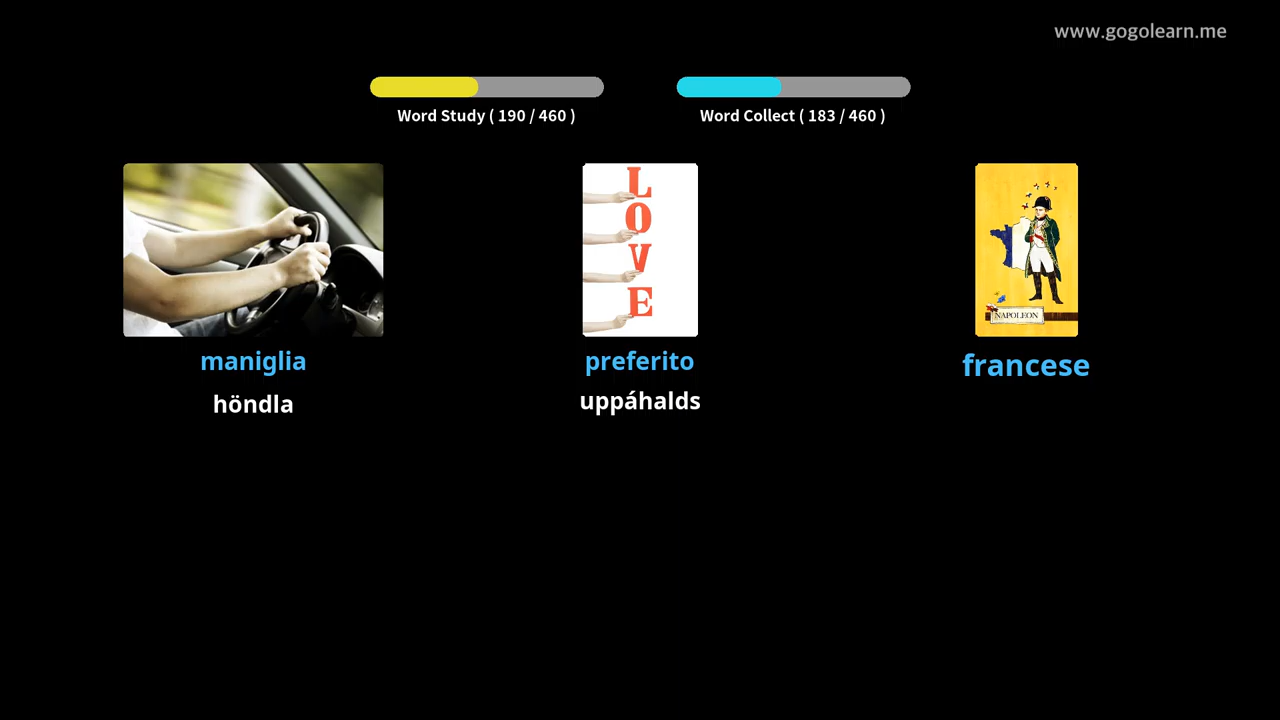 www.gogolearn.me
Word Study ( 190 / 460 )
Word Collect ( 183 / 460 )
L
O
V
E
NAPOLEON
maniglia
preferito
francese
höndla
uppáhalds